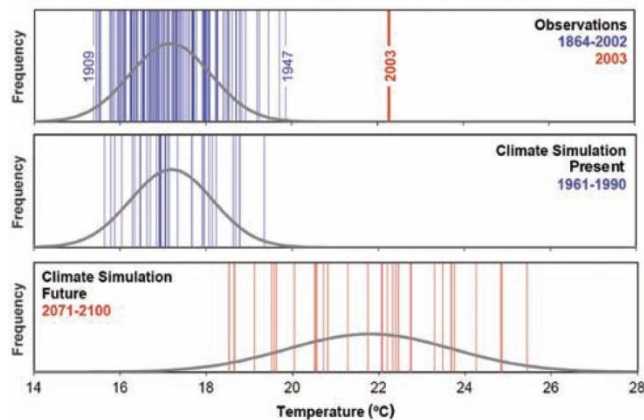 Frequency
1909
1947
2003
Observations
1864-2002
2003
Frequency
Climate Simulation
Present
1961-1990
Frequency
Climate Simulation
Future
2071-2100
14 16 18 20 22 24 26 28
Temperature (ºC)